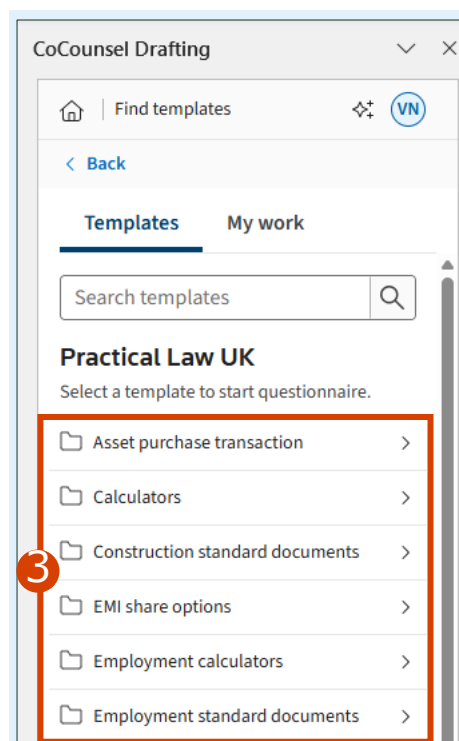 CoCounsel Drafting
Find templates
VN
Back
Templates My work
Search templates
Practical Law UK
Select a template to start questionnaire.
Asset purchase transaction
Calculators
3
Construction standard documents
EMI share options
Employment calculators
Employment standard documents